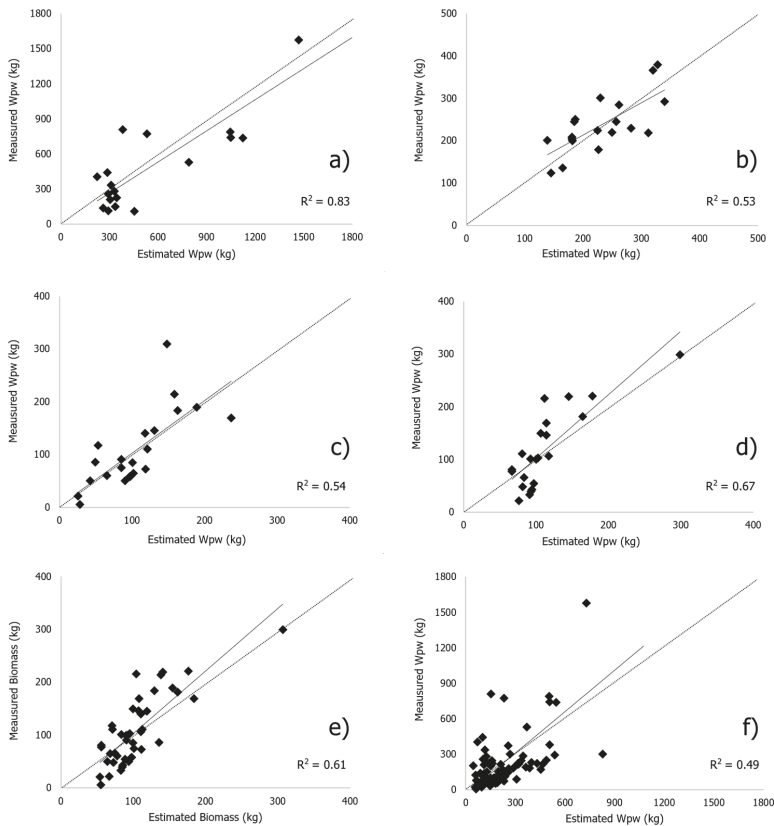 Meausured Wpw (kg)
1800
1500
1200
900
600
300
0
0 300 600 900 1200 1500 1800
Estimated Wpw (kg)
a)
R² = 0.83
Meausured Wpw (kg)
500
400
300
200
100
0
0 100 200 300 400 500
Estimated Wpw (kg)
b)
R² = 0.53
Meausured Wpw (kg)
400
300
200
100
0
0 100 200 300 400
Estimated Wpw (kg)
c)
R² = 0.54
Meausured Wpw (kg)
400
300
200
100
0
0 100 200 300 400
Estimated Wpw (kg)
d)
R² = 0.67
Meausured Biomass (kg)
400
300
200
100
0
0 100 200 300 400
Estimated Biomass (kg)
e)
R² = 0.61
Meausured Wpw (kg)
1800
1500
1200
900
600
300
0
0 300 600 900 1200 1500 1800
Estimated Wpw (kg)
f)
R² = 0.49